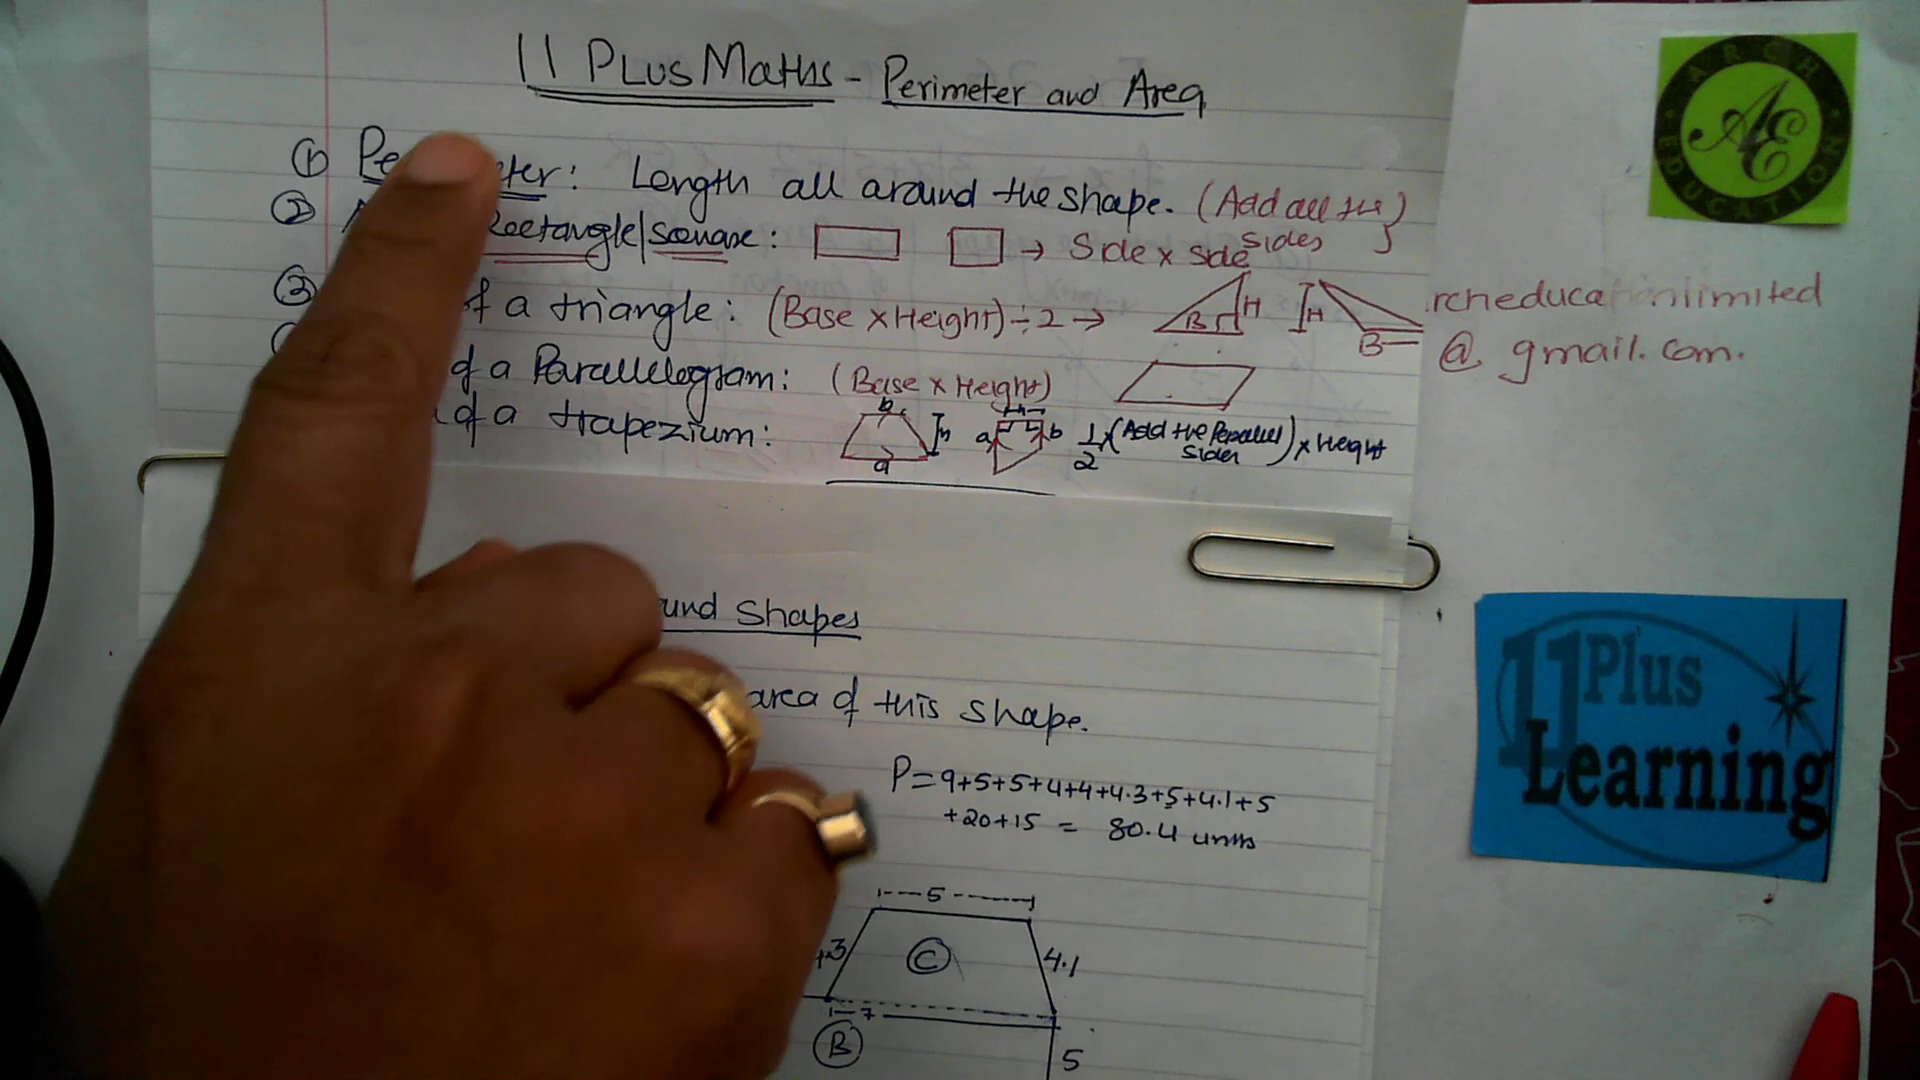 11 PLUS Maths - Perimeter and Area
① Pe ter: Length all around the shape. (Add all the sides)
② Rectangle/square: → Side x side
③ f a triangle: (Base x Height) ÷ 2 → B H H B
of a Parallelogram: (Base x Height)
of a trapezium: b h a h a b 1/2 x (Add the Parallel sides) x Height
rcheducationlimited
@ gmail. com.
ARCH EDUCATION
AE
und Shapes
area of this shape.
P = 9+5+5+4+4+4.3+5+4.1+5
+20+15 = 80.4 units
5
.3 C 4.1
7
B
5
11 Plus
Learning